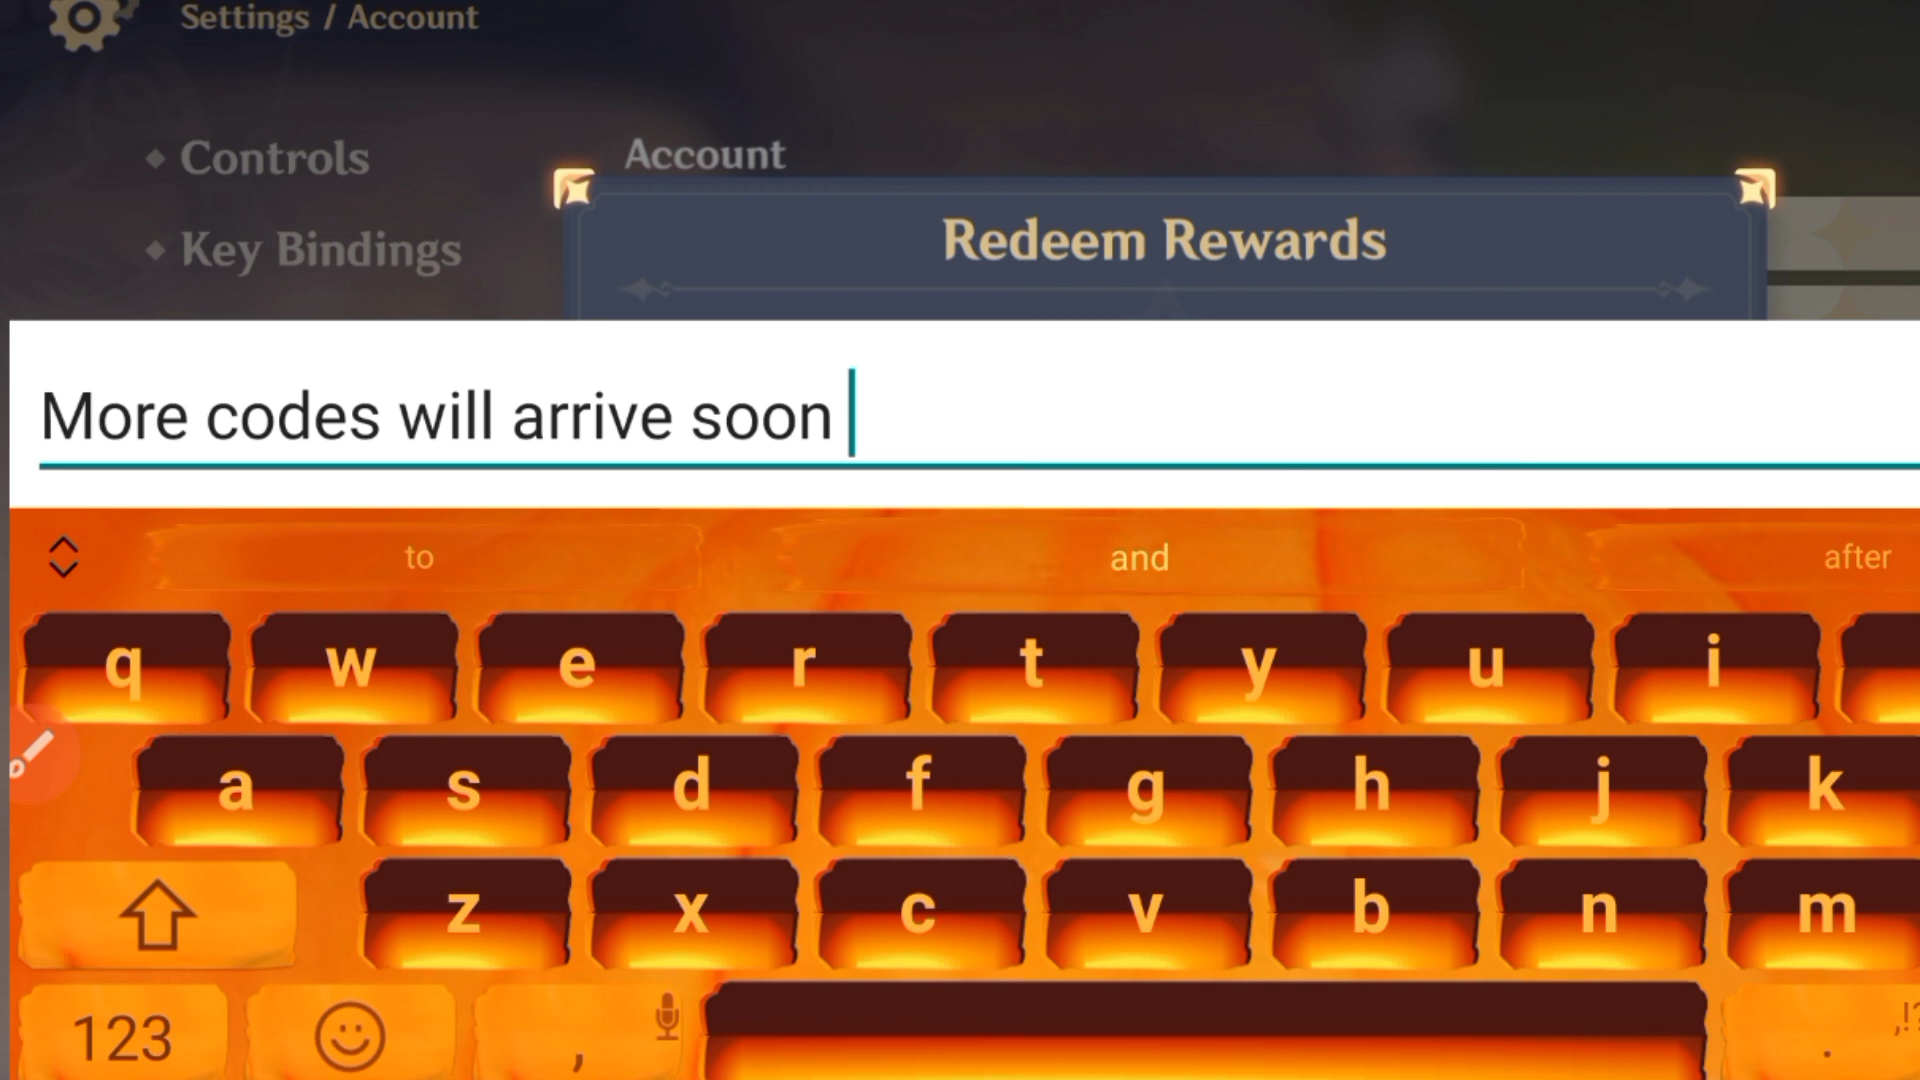 Settings / Account
Controls
Account
Key Bindings
Redeem Rewards
More codes will arrive soon
to and after
q w e r t y u i
a s d f g h j k
z x c v b n m
123 , .
,!?